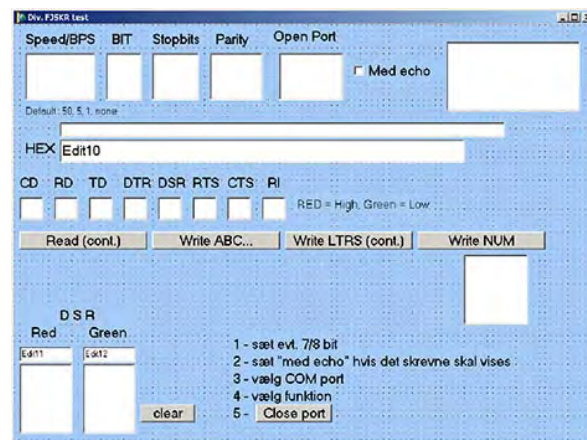 Div. FJSKR test
Speed/BPS BIT Stopbits Parity Open Port
Med echo
Default: 50, 5, 1, none
HEX Edit10
CD RD TD DTR DSR RTS CTS RI
RED = High, Green = Low
Read (cont.) Write ABC... Write LTRS (cont.) Write NUM
D S R
Red Green
Edit11 Edit12
clear
1 - sæt evt. 7/8 bit
2 - sæt "med echo" hvis det skrevne skal vises
3 - vælg COM port
4 - vælg funktion
5 - Close port